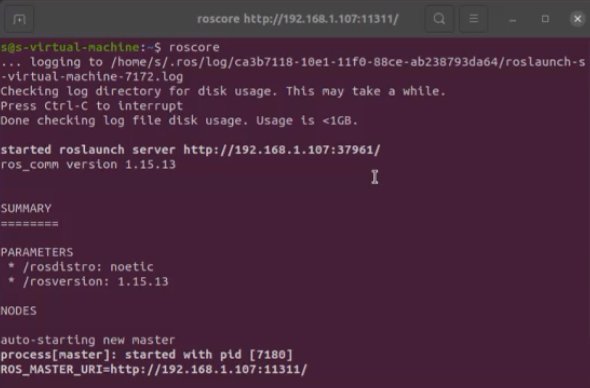 roscore http://192.168.1.107:11311/
s@s-virtual-machine:~$ roscore
... logging to /home/s/.ros/log/ca3b7118-10e1-11f0-88ce-ab238793da64/roslaunch-s
-virtual-machine-7172.log
Checking log directory for disk usage. This may take a while.
Press Ctrl-C to interrupt
Done checking log file disk usage. Usage is <1GB.
started roslaunch server http://192.168.1.107:37961/
ros_comm version 1.15.13
SUMMARY
========
PARAMETERS
* /rosdistro: noetic
* /rosversion: 1.15.13
NODES
auto-starting new master
process[master]: started with pid [7180]
ROS_MASTER_URI=http://192.168.1.107:11311/